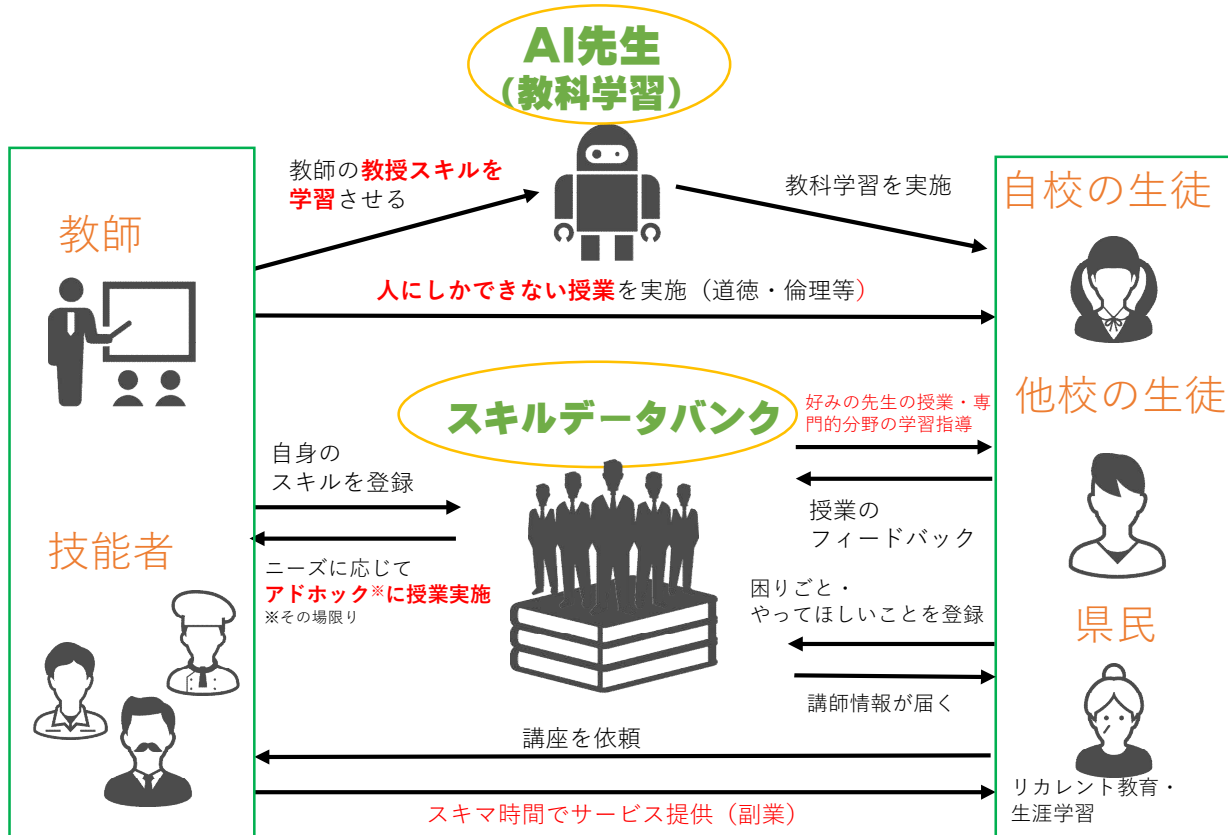 AI先生
（教科学習）
教師の教授スキルを
学習させる
教科学習を実施
自校の生徒
教師
人にしかできない授業を実施（道徳・倫理等）
他校の生徒
スキルデータバンク
好みの先生の授業・専
門的分野の学習指導
自身の
スキルを登録
授業の
フィードバック
技能者
ニーズに応じて
アドホック※に授業実施
※その場限り
困りごと・
やってほしいことを登録
県民
講師情報が届く
講座を依頼
リカレント教育・
生涯学習
スキマ時間でサービス提供（副業）